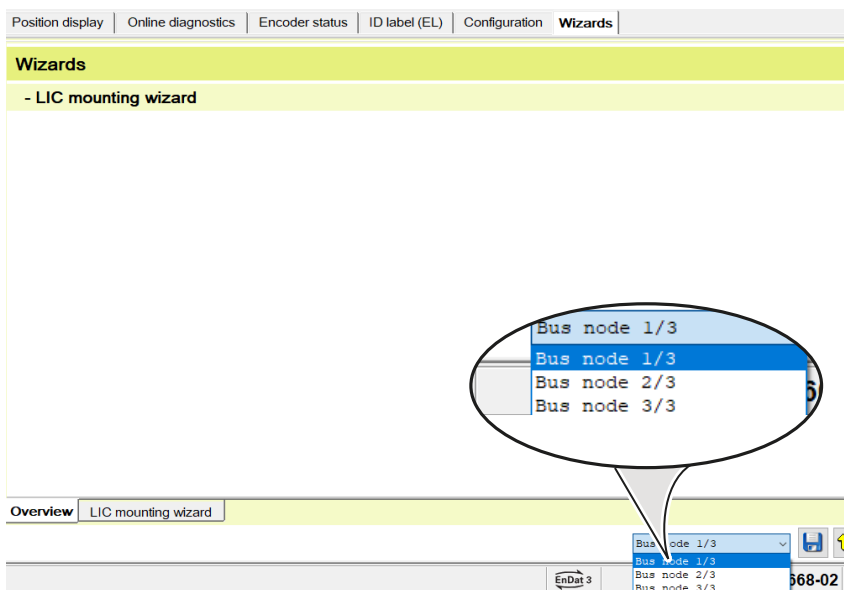 Position display Online diagnostics Encoder status ID label (EL) Configuration Wizards
Wizards
- LIC mounting wizard
Bus node 1/3
Bus node 1/3
Bus node 2/3
Bus node 3/3
Overview LIC mounting wizard
Bus node 1/3
Bus node 1/3
EnDat 3 Bus node 2/3 668-02
Bus node 3/3